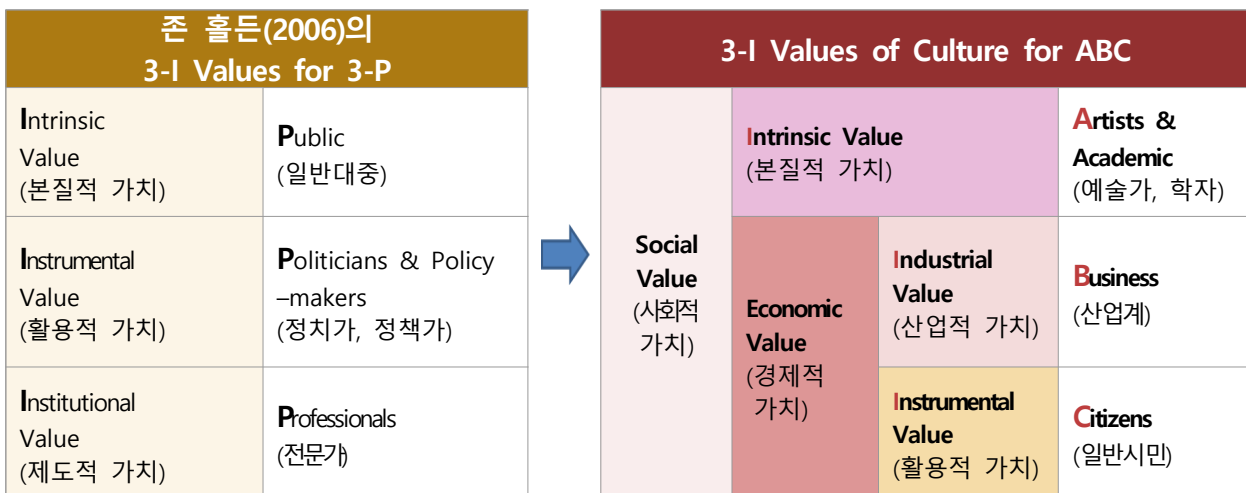 존 홀든(2006)의
3-I Values for 3-P
Intrinsic
Value
(본질적 가치)
Public
(일반대중)
Instrumental
Value
(활용적 가치)
Politicians & Policy
–makers
(정치가, 정책가)
Institutional
Value
(제도적 가치)
Professionals
(전문가)
3-I Values of Culture for ABC
Social
Value
(사회적
가치)
Intrinsic Value
(본질적 가치)
Artists &
Academic
(예술가, 학자)
Economic
Value
(경제적
가치)
Industrial
Value
(산업적 가치)
Business
(산업계)
Instrumental
Value
(활용적 가치)
Citizens
(일반시민)